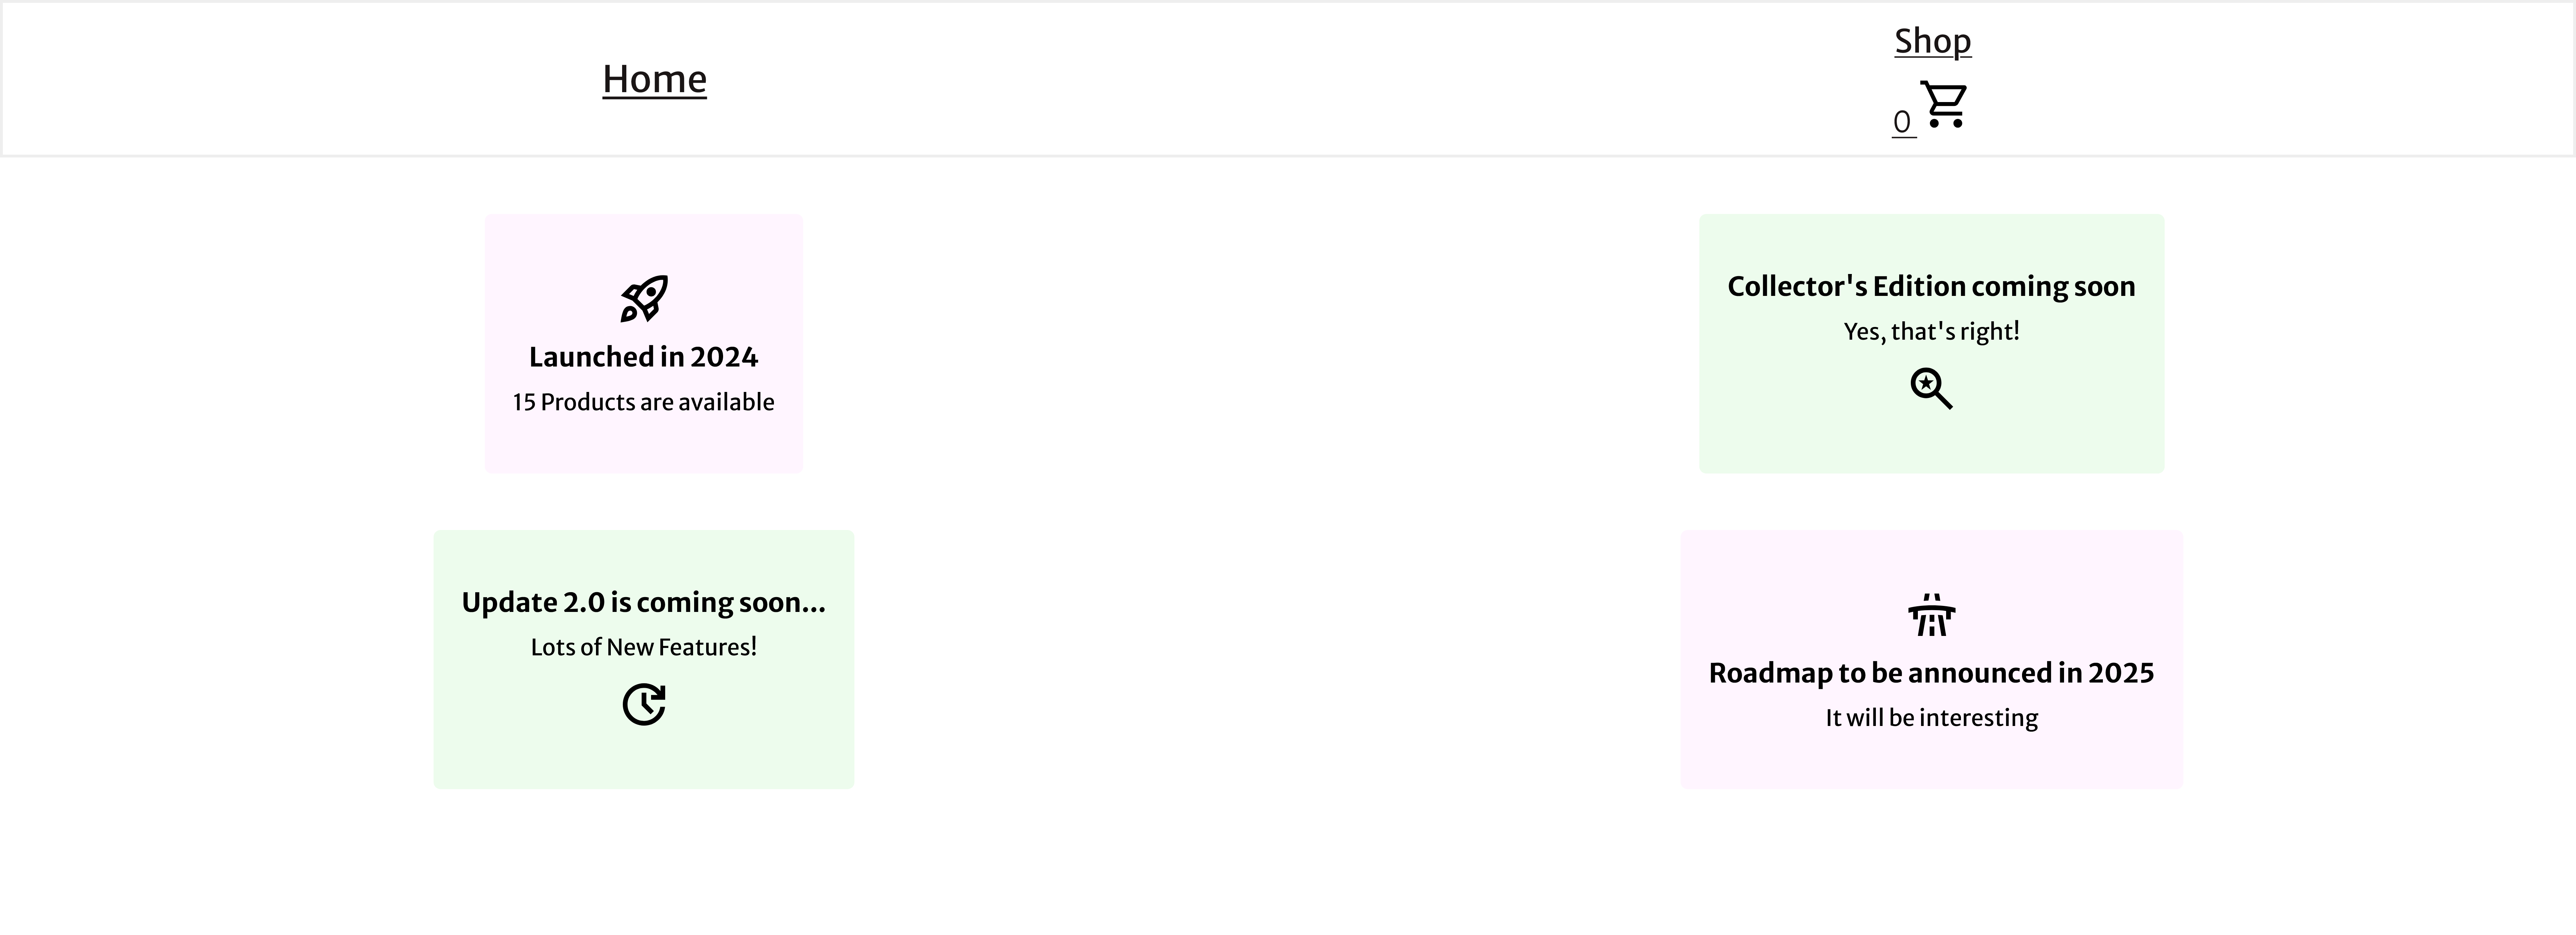 Home
Shop
0
Launched in 2024
15 Products are available
Collector's Edition coming soon
Yes, that's right!
Update 2.0 is coming soon...
Lots of New Features!
Roadmap to be announced in 2025
It will be interesting